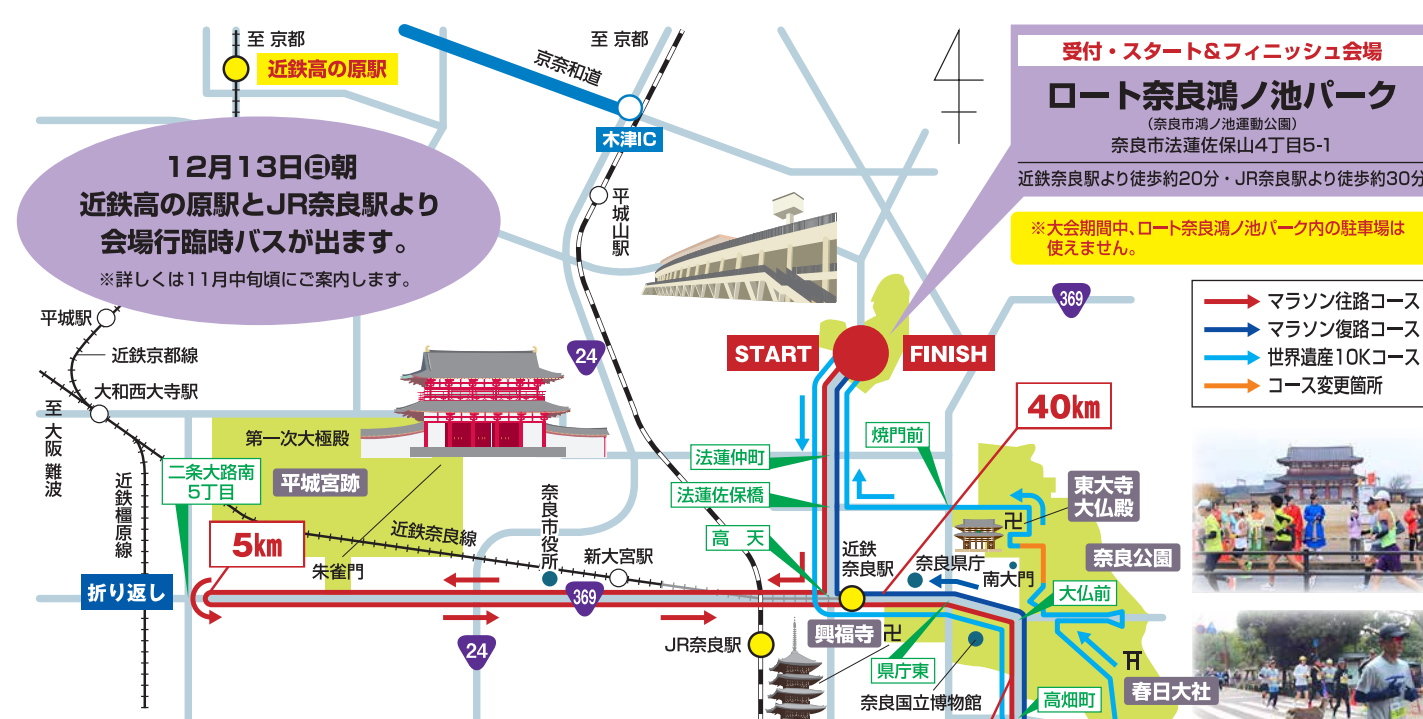 至 京都
近鉄高の原駅
京奈和道
至 京都
木津IC
平城山駅
12月13日㊐朝
近鉄高の原駅とJR奈良駅より
会場行臨時バスが出ます。
※詳しくは11月中旬頃にご案内します。
受付・スタート&フィニッシュ会場
ロート奈良鴻ノ池パーク
(奈良市鴻ノ池運動公園)
奈良市法蓮佐保山4丁目5-1
近鉄奈良駅より徒歩約20分・JR奈良駅より徒歩約30分
※大会期間中、ロート奈良鴻ノ池パーク内の駐車場は
使えません。
369
マラソン往路コース
マラソン復路コース
世界遺産10Kコース
コース変更箇所
平城駅
近鉄京都線
大和西大寺駅
至 大阪 難波
24
START
FINISH
40km
第一次大極殿
平城宮跡
二条大路南
5丁目
近鉄橿原線
5km
朱雀門
近鉄奈良線
奈良市役所
新大宮駅
折り返し
369
24
法蓮仲町
法蓮佐保橋
高 天
焼門前
近鉄
奈良駅
奈良県庁
南大門
東大寺
大仏殿
奈良公園
大仏前
JR奈良駅
興福寺
県庁東
奈良国立博物館
高畑町
春日大社